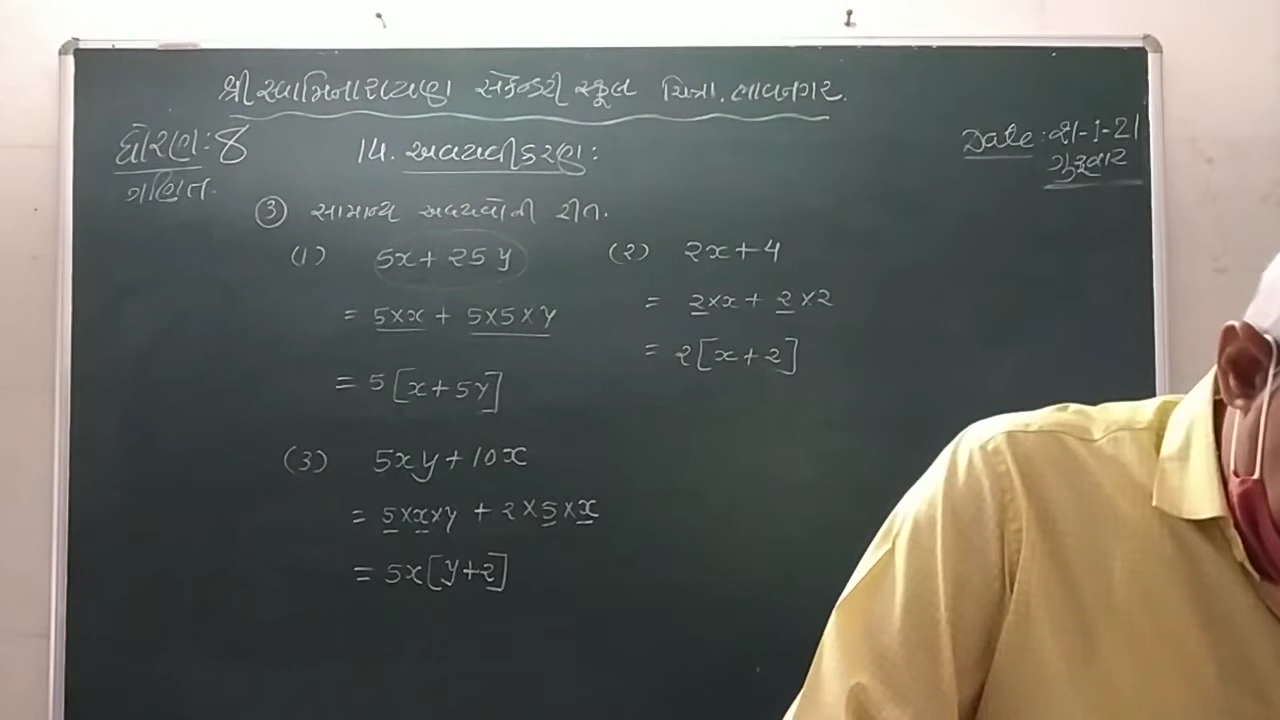 શ્રી સ્વામિનારાયણ સેકન્ડરી સ્કૂલ ચિત્રા, ભાવનગર.
ધોરણ: 8
ગણિત.
14. અવયવીકરણ:
Date: 21-1-21
ગુરૂવાર
③ સામાન્ય અવયવોની રીત.
(1) 5x + 25y
= 5×x + 5×5×y
= 5[x+5y]
(2) 2x+4
= 2×x + 2×2
= 2[x+2]
(3) 5xy+10x
= 5×x×y + 2×5×x
= 5x[y+2]